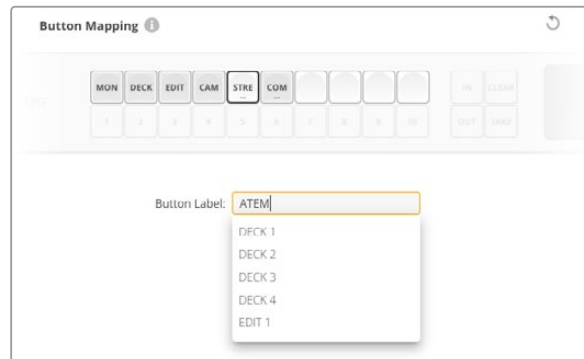 Button Mapping i
MON DECK EDIT CAM STRE ... COM ...
IN CLEAR
1 2 3 4 5 6 7 8 9 10
OUT TAKE
Button Label: ATEM
DECK 1
DECK 2
DECK 3
DECK 4
EDIT 1